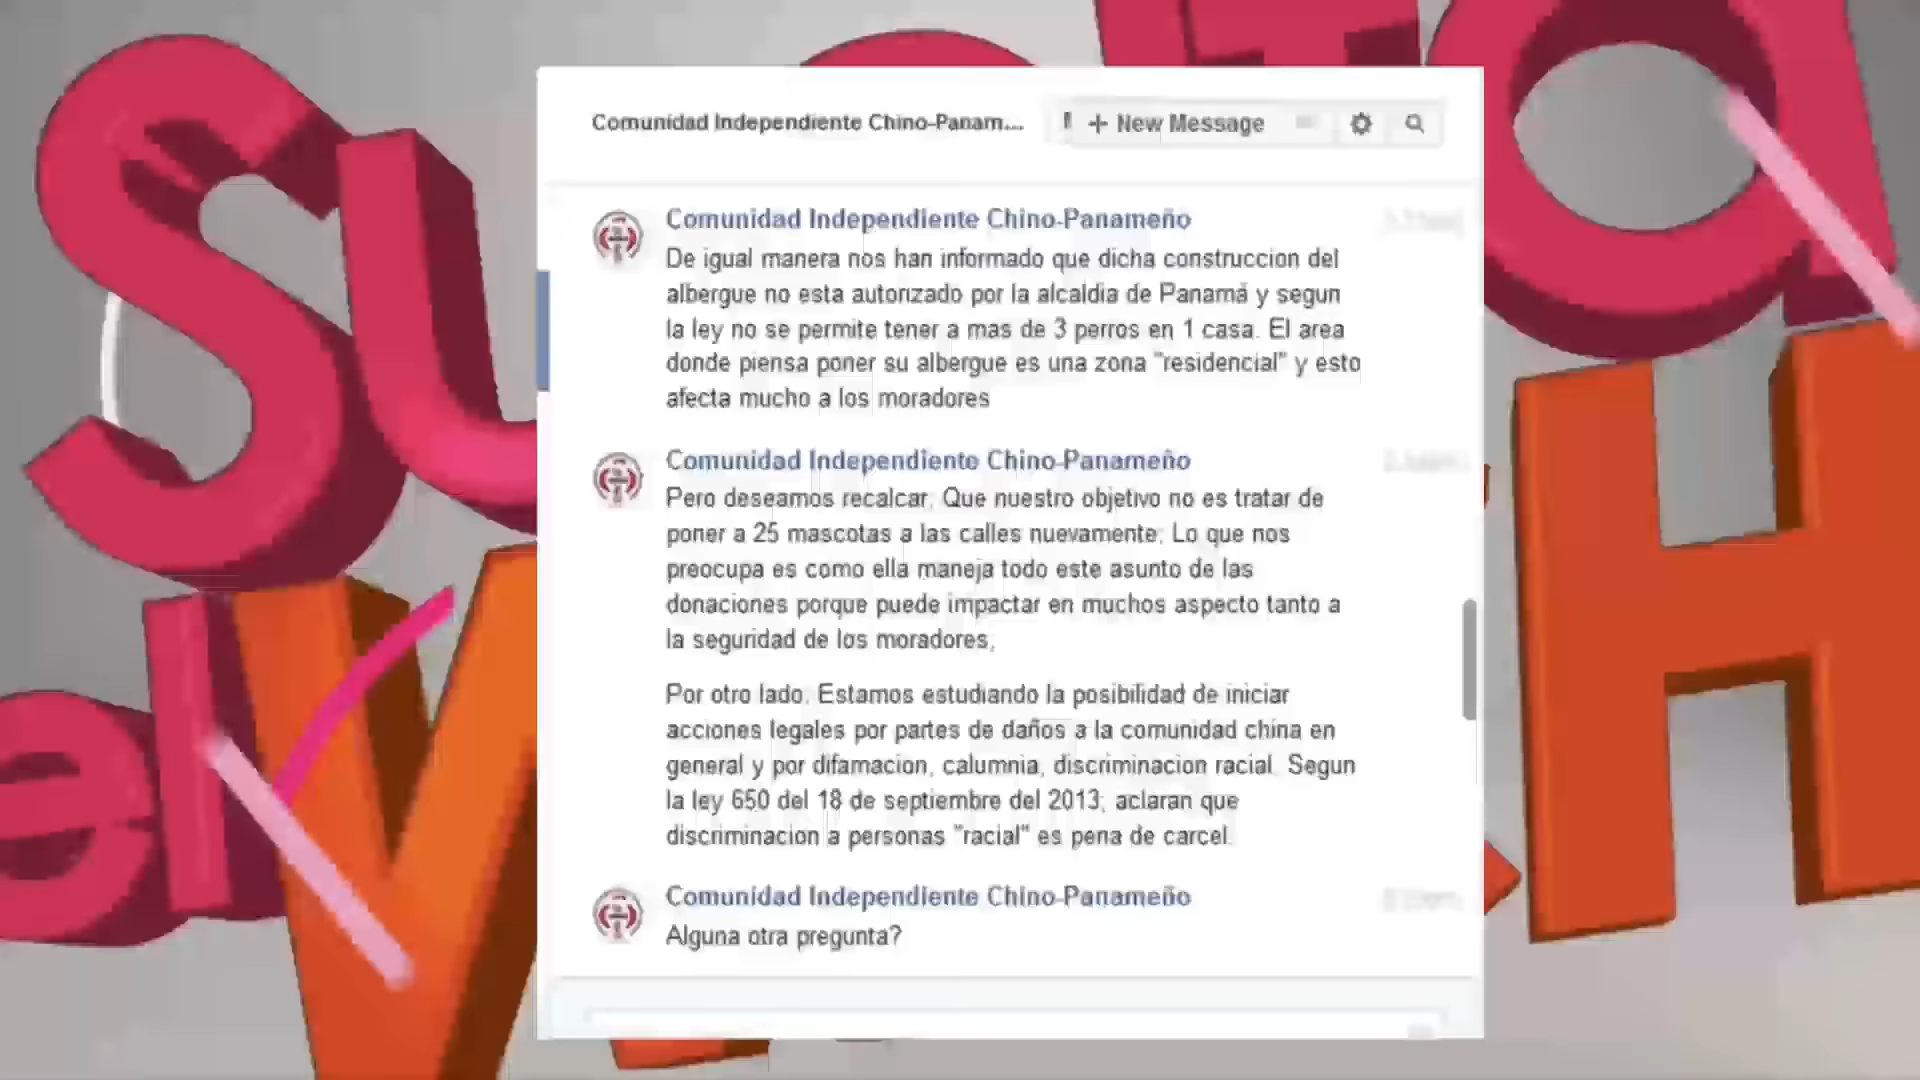 Comunidad Independiente Chino-Panam...
+ New Message
Comunidad Independiente Chino-Panameño
De igual manera nos han informado que dicha construccion del
albergue no esta autorizado por la alcaldia de Panamá y segun
la ley no se permite tener a mas de 3 perros en 1 casa. El area
donde piensa poner su albergue es una zona "residencial" y esto
afecta mucho a los moradores
Comunidad Independiente Chino-Panameño
Pero deseamos recalcar; Que nuestro objetivo no es tratar de
poner a 25 mascotas a las calles nuevamente; Lo que nos
preocupa es como ella maneja todo este asunto de las
donaciones porque puede impactar en muchos aspecto tanto a
la seguridad de los moradores;
Por otro lado. Estamos estudiando la posibilidad de iniciar
acciones legales por partes de daños a la comunidad china en
general y por difamacion, calumnia, discriminacion racial. Segun
la ley 650 del 18 de septiembre del 2013; aclaran que
discriminacion a personas "racial" es pena de carcel.
Comunidad Independiente Chino-Panameño
Alguna otra pregunta?